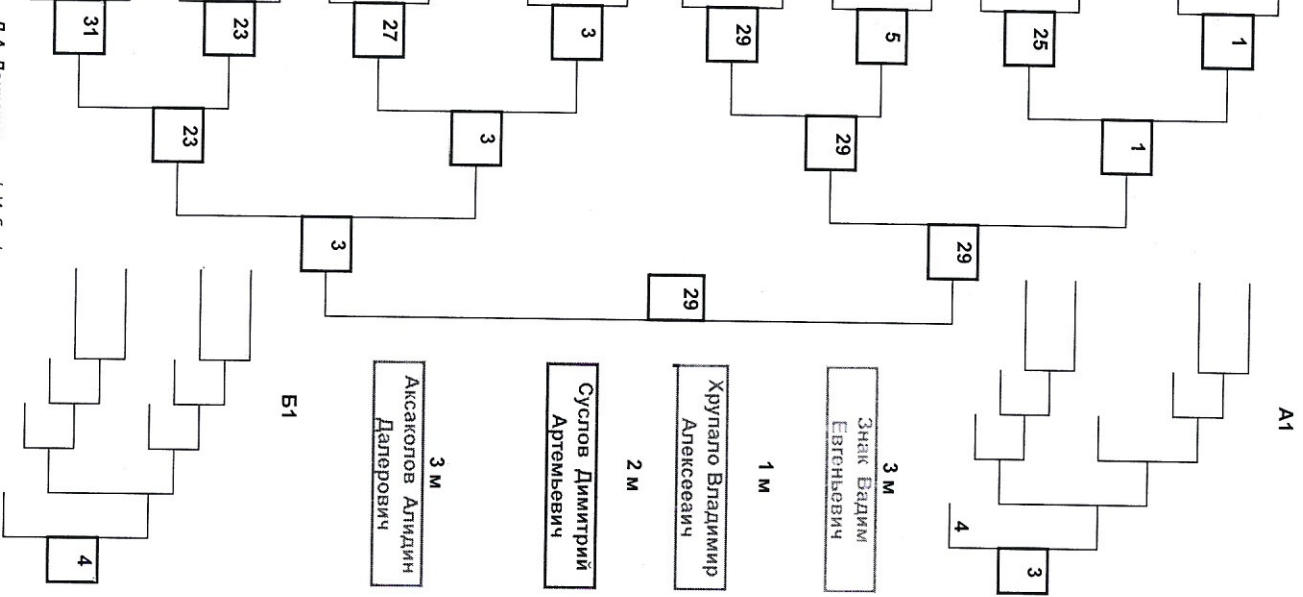 А1
1
1
25
3
29
4
5
3 м
Знак Вадим
Евгеньевич
29
1 м
29
Хрупало Владимир
Алексееаич
29
2 м
3
Суслов Димитрий
Артемьевич
3
3 м
Аксаколов Алидин
Далерович
27
3
Б1
23
23
31
4